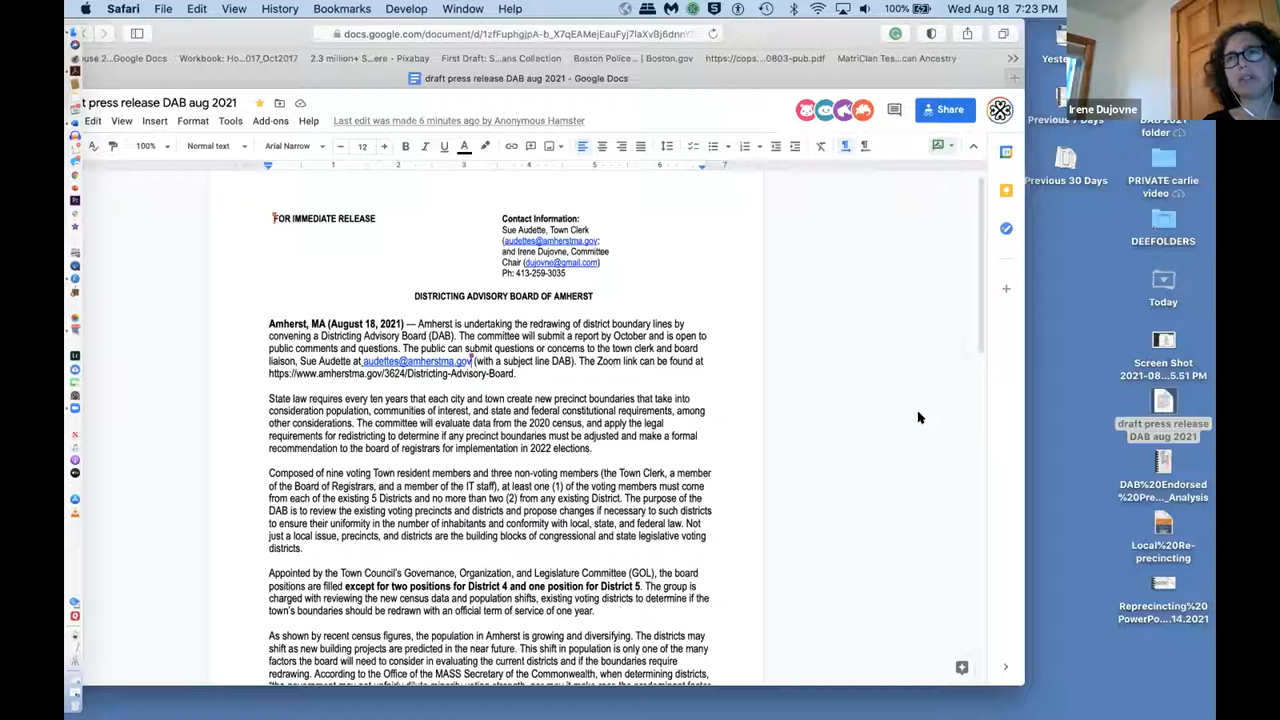 Safari File Edit View History Bookmarks Develop Window Help 100% Wed Aug 18 7:23 PM
docs.google.com/document/d/1zfFuphgjpA-b_X7qEAMejEauFyj7laXvBj6dnnY
2...Google Docs Workbook: Ho...017_Oct2017 2.3 million+ S...e - Pixabay First Draft: S...ans Collection Boston Police... | Boston.gov https://cops...0803-pub.pdf MatriClan Tes...can Ancestry
draft press release DAB aug 2021 - Google Docs
t press release DAB aug 2021
Edit View Insert Format Tools Add-ons Help Last edit was made 6 minutes ago by Anonymous Hamster Share
100% Normal text Arial Narrow 12 B I U A
1 2 3 4 5 6 7
FOR IMMEDIATE RELEASE
Contact Information:
Sue Audette, Town Clerk
(audettes@amherstma.gov;
and Irene Dujovne, Committee
Chair (dujovne@gmail.com)
Ph: 413-259-3035
DISTRICTING ADVISORY BOARD OF AMHERST
Amherst, MA (August 18, 2021) — Amherst is undertaking the redrawing of district boundary lines by
convening a Districting Advisory Board (DAB). The committee will submit a report by October and is open to
public comments and questions. The public can submit questions or concerns to the town clerk and board
liaison, Sue Audette at audettes@amherstma.gov (with a subject line DAB). The Zoom link can be found at
https://www.amherstma.gov/3624/Districting-Advisory-Board.
State law requires every ten years that each city and town create new precinct boundaries that take into
consideration population, communities of interest, and state and federal constitutional requirements, among
other considerations. The committee will evaluate data from the 2020 census, and apply the legal
requirements for redistricting to determine if any precinct boundaries must be adjusted and make a formal
recommendation to the board of registrars for implementation in 2022 elections.
Composed of nine voting Town resident members and three non-voting members (the Town Clerk, a member
of the Board of Registrars, and a member of the IT staff), at least one (1) of the voting members must come
from each of the existing 5 Districts and no more than two (2) from any existing District. The purpose of the
DAB is to review the existing voting precincts and districts and propose changes if necessary to such districts
to ensure their uniformity in the number of inhabitants and conformity with local, state, and federal law. Not
just a local issue, precincts, and districts are the building blocks of congressional and state legislative voting
districts.
Appointed by the Town Council's Governance, Organization, and Legislature Committee (GOL), the board
positions are filled except for two positions for District 4 and one position for District 5. The group is
charged with reviewing the new census data and population shifts, existing voting districts to determine if the
town's boundaries should be redrawn with an official term of service of one year.
As shown by recent census figures, the population in Amherst is growing and diversifying. The districts may
shift as new building projects are predicted in the near future. This shift in population is only one of the many
factors the board will need to consider in evaluating the current districts and if the boundaries require
redrawing. According to the Office of the MASS Secretary of the Commonwealth, when determining districts,
Yeste
Irene Dujovne
Previous 7 Days
DAB 2021
folder
Previous 30 Days
PRIVATE carlie
video
DEEFOLDERS
Today
Screen Shot
2021-08...5.51 PM
draft press release
DAB aug 2021
DAB%20Endorsed
%20Pre..._Analysis
Local%20Re-
precincting
Reprecincting%20
PowerPo....14.2021